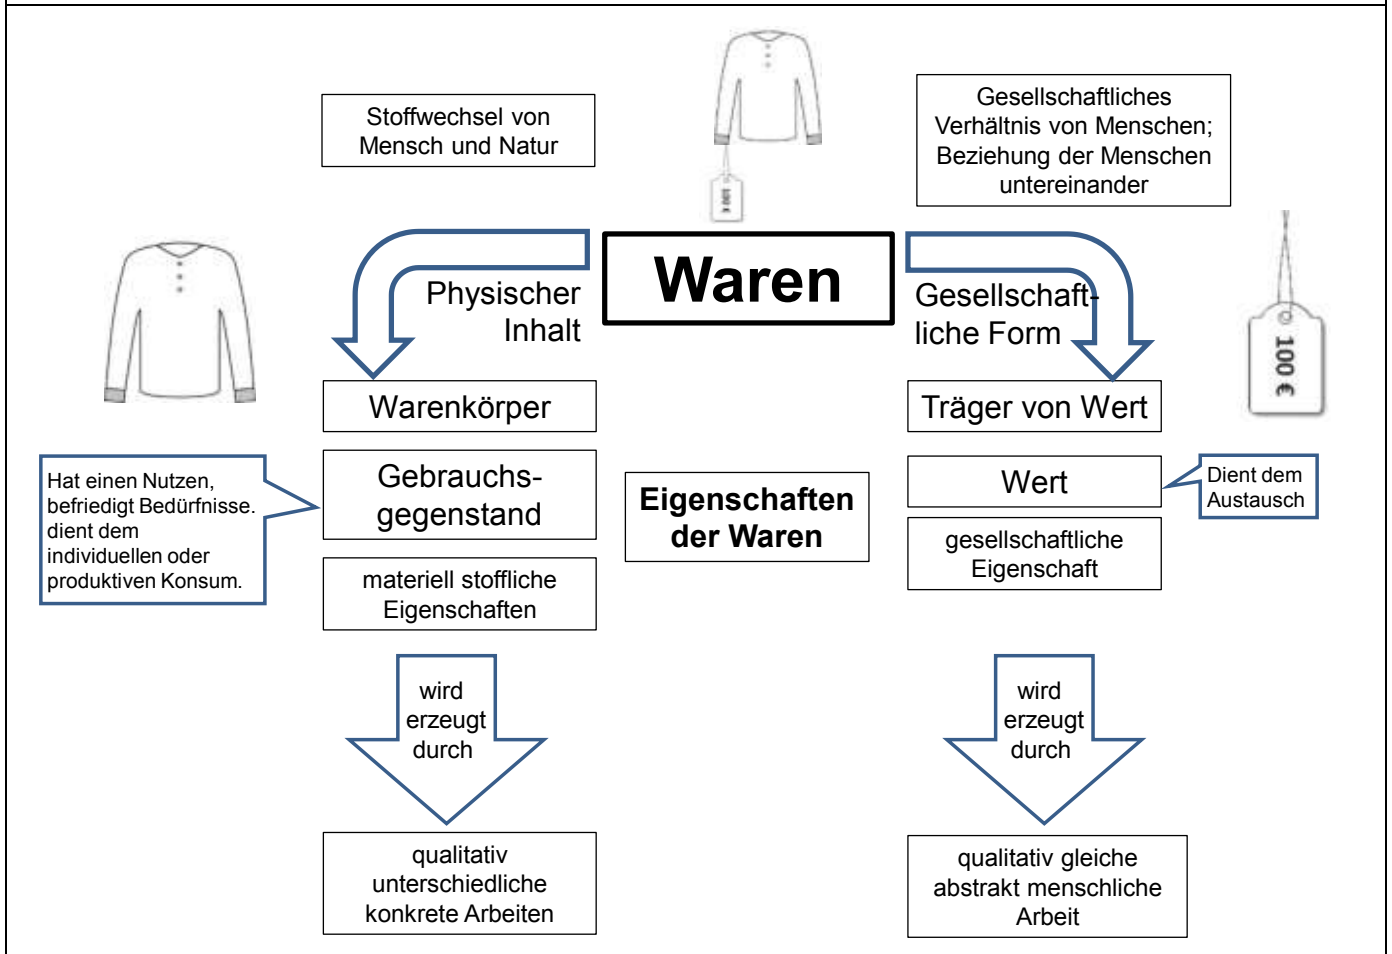 Stoffwechsel von
Mensch und Natur
100 €
Gesellschaftliches
Verhältnis von Menschen;
Beziehung der Menschen
untereinander
Waren
Physischer
Inhalt
Gesellschaft-
liche Form
100 €
Warenkörper
Träger von Wert
Hat einen Nutzen,
befriedigt Bedürfnisse.
dient dem
individuellen oder
produktiven Konsum.
Gebrauchs-
gegenstand
Eigenschaften
der Waren
Wert
Dient dem
Austausch
materiell stoffliche
Eigenschaften
gesellschaftliche
Eigenschaft
wird
erzeugt
durch
wird
erzeugt
durch
qualitativ
unterschiedliche
konkrete Arbeiten
qualitativ gleiche
abstrakt menschliche
Arbeit